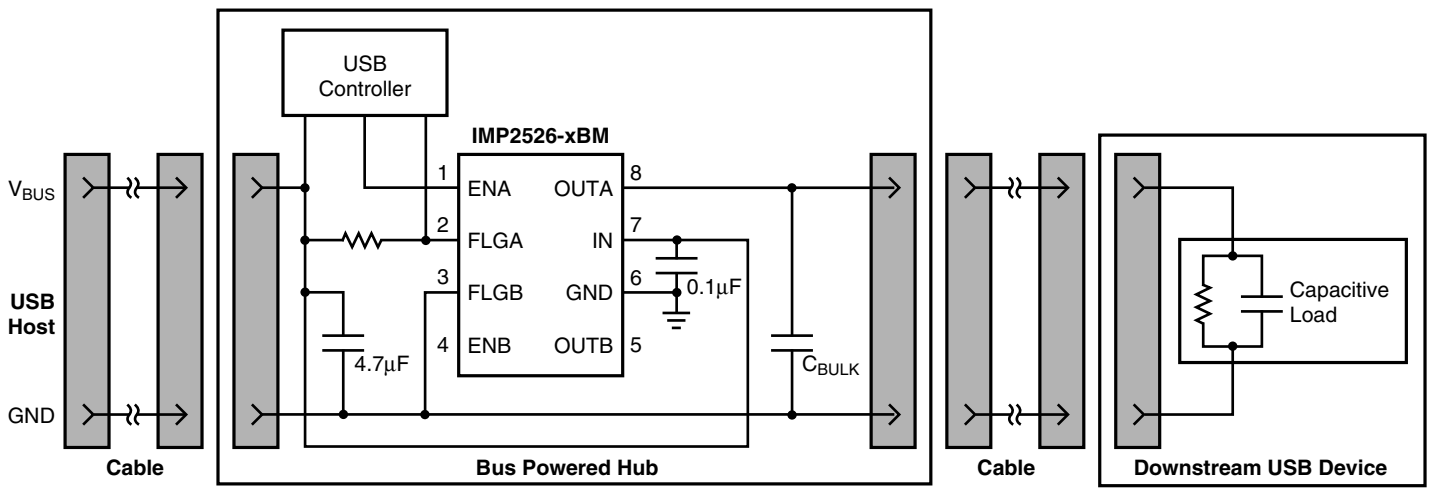 USB
Controller
IMP2526-xBM
VBUS
1
ENA
OUTA
8
2
FLGA
IN
7
3
FLGB
GND
6
0.1μF
4
ENB
OUTB
5
4.7μF
CBULK
USB
Host
GND
Capacitive
Load
Cable
Bus Powered Hub
Cable
Downstream USB Device